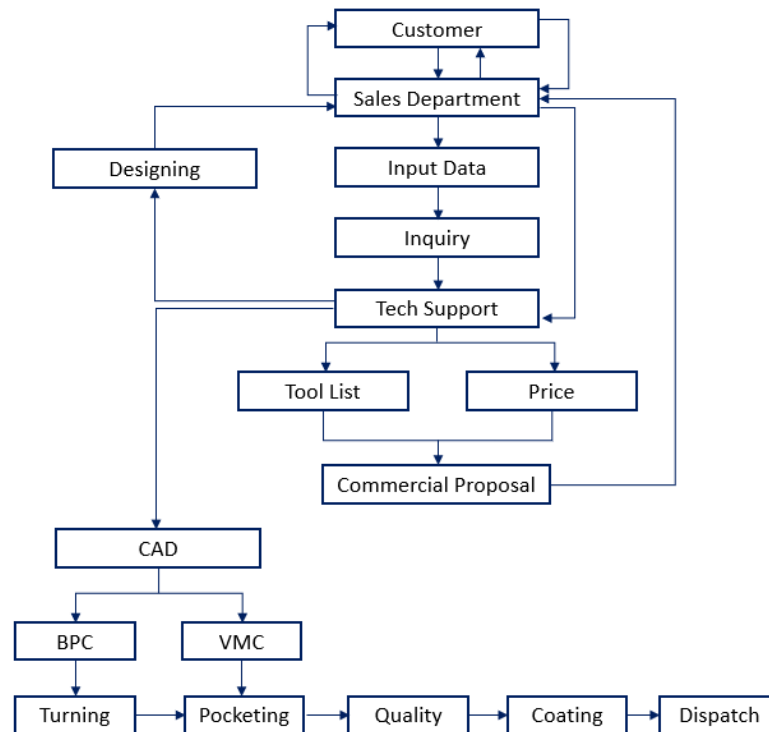 Customer
Sales Department
Designing
Input Data
Inquiry
Tech Support
Tool List
Price
Commercial Proposal
CAD
BPC
VMC
Turning
Pocketing
Quality
Coating
Dispatch